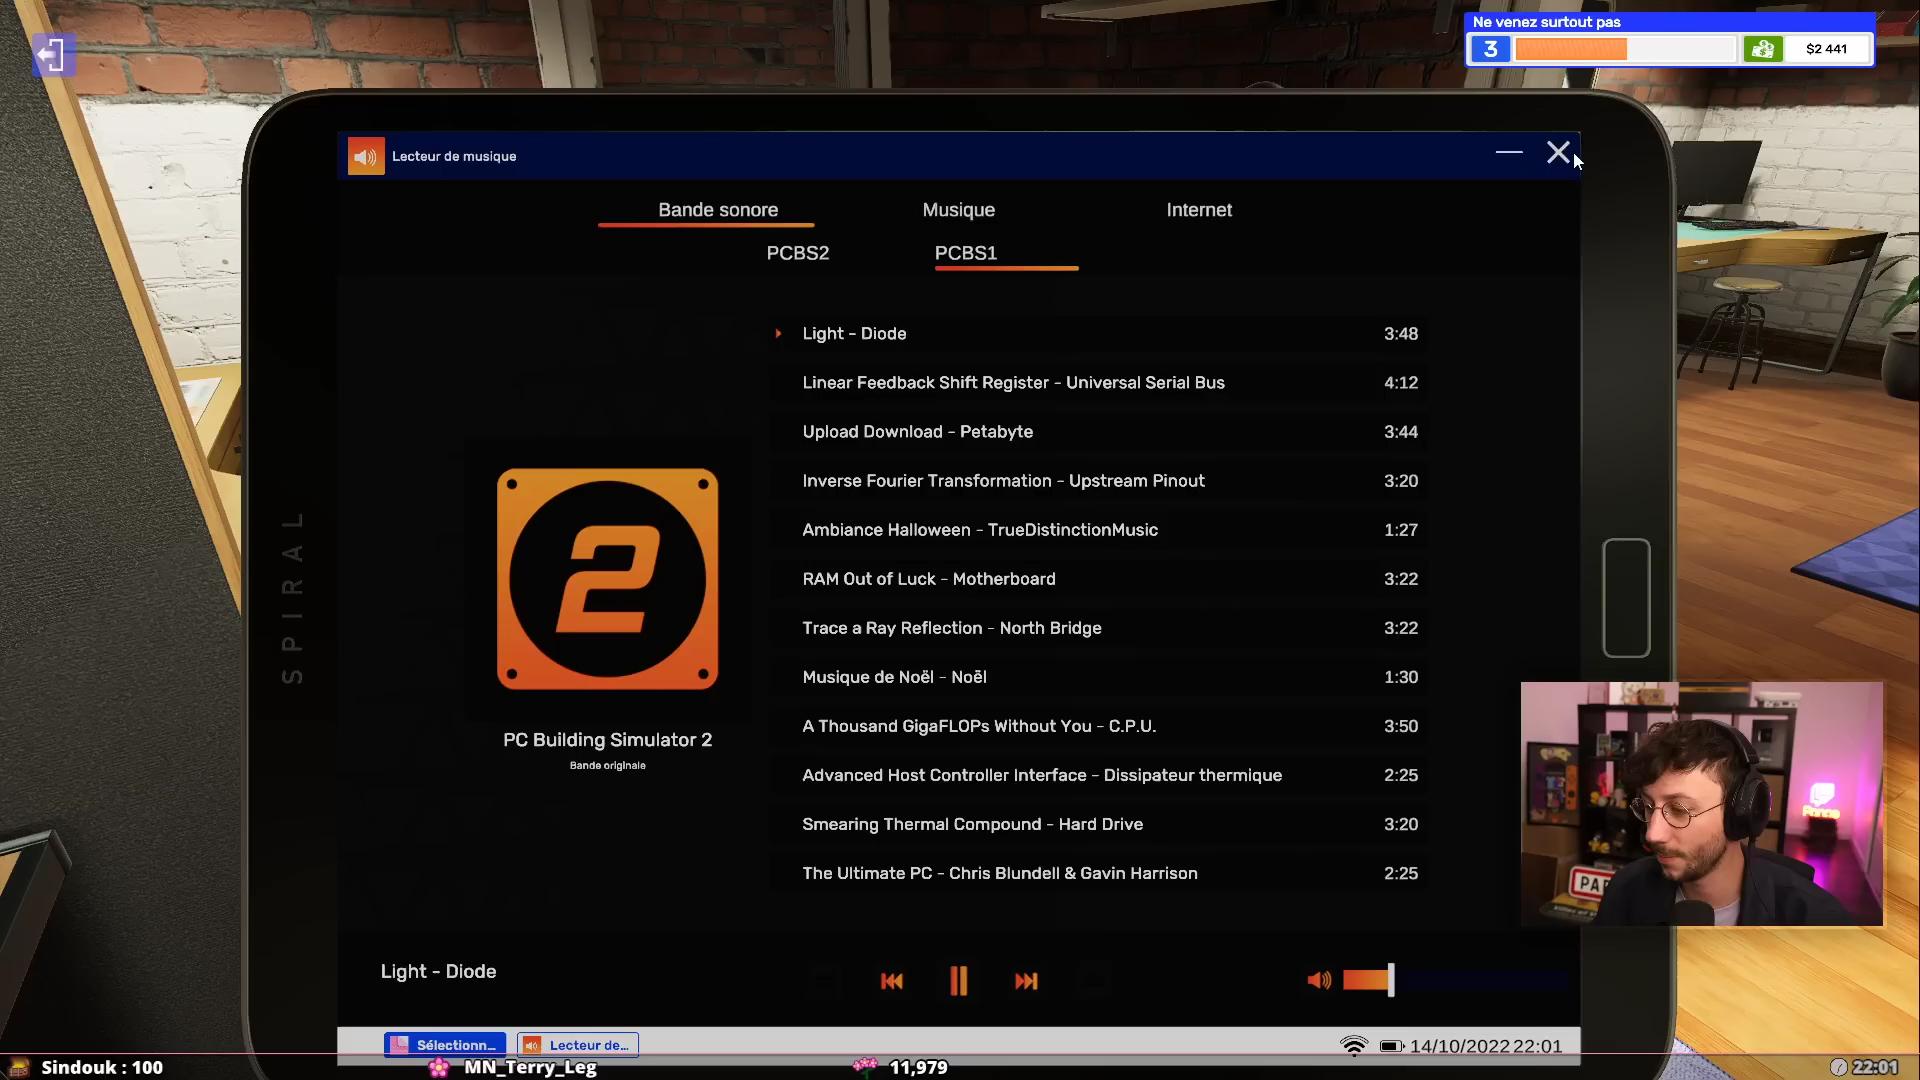 Ne venez surtout pas
3
$2 441
Lecteur de musique
Bande sonore
Musique
Internet
PCBS2
PCBS1
Light - Diode 3:48
Linear Feedback Shift Register - Universal Serial Bus 4:12
Upload Download - Petabyte 3:44
Inverse Fourier Transformation - Upstream Pinout 3:20
Ambiance Halloween - TrueDistinctionMusic 1:27
RAM Out of Luck - Motherboard 3:22
Trace a Ray Reflection - North Bridge 3:22
Musique de Noël - Noël 1:30
A Thousand GigaFLOPs Without You - C.P.U. 3:50
Advanced Host Controller Interface - Dissipateur thermique 2:25
Smearing Thermal Compound - Hard Drive 3:20
The Ultimate PC - Chris Blundell & Gavin Harrison 2:25
SPIRAL
2
PC Building Simulator 2
Bande originale
Light - Diode
Sélectionn...
Lecteur de...
14/10/2022 22:01
Sindouk : 100
MN_Terry_Leg
11,979
22:01